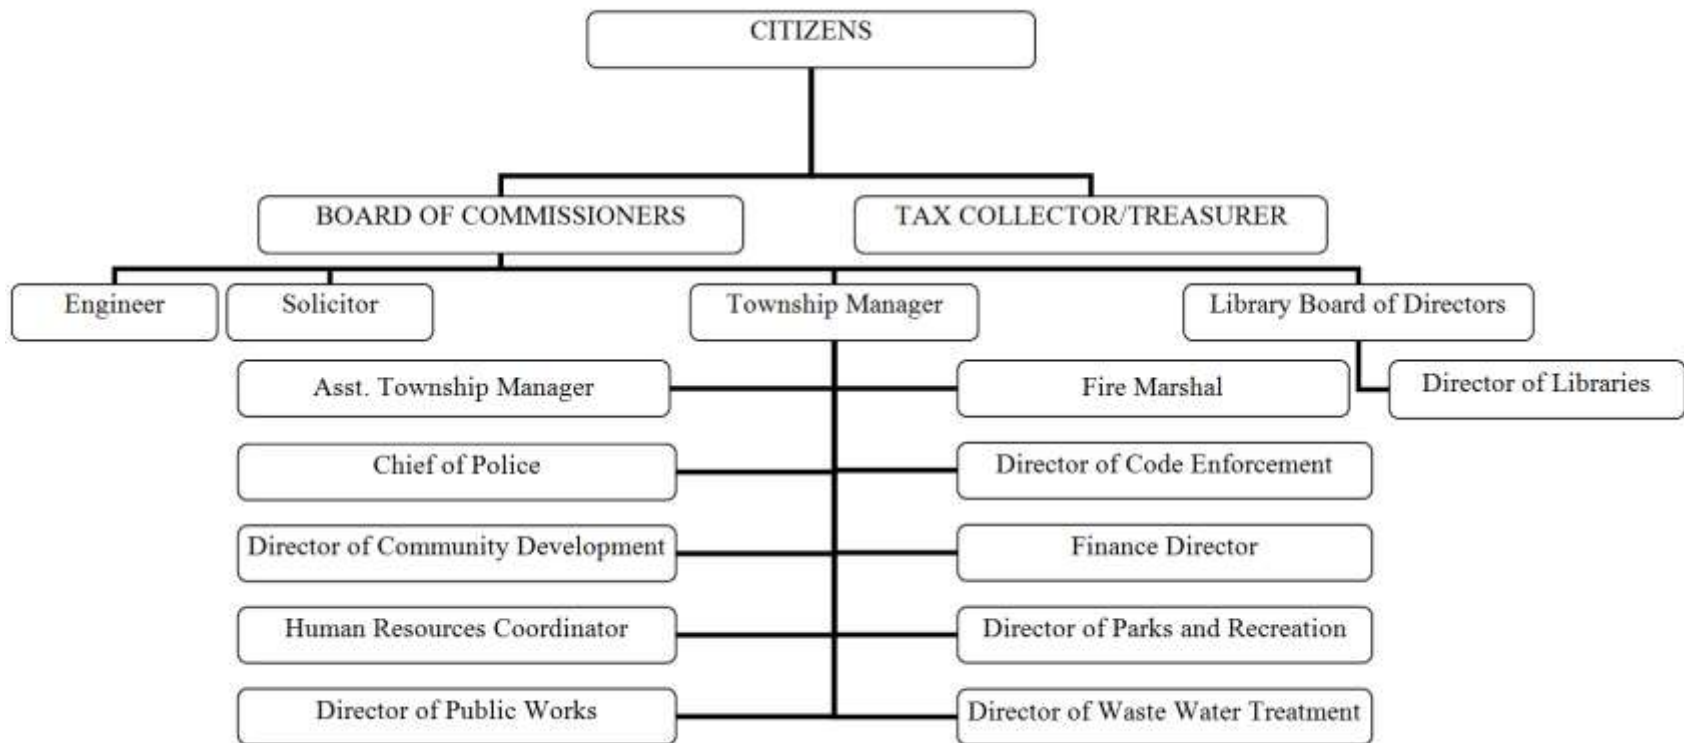 CITIZENS
BOARD OF COMMISSIONERS
TAX COLLECTOR/TREASURER
Engineer
Solicitor
Township Manager
Library Board of Directors
Asst. Township Manager
Fire Marshal
Director of Libraries
Chief of Police
Director of Code Enforcement
Director of Community Development
Finance Director
Human Resources Coordinator
Director of Parks and Recreation
Director of Public Works
Director of Waste Water Treatment